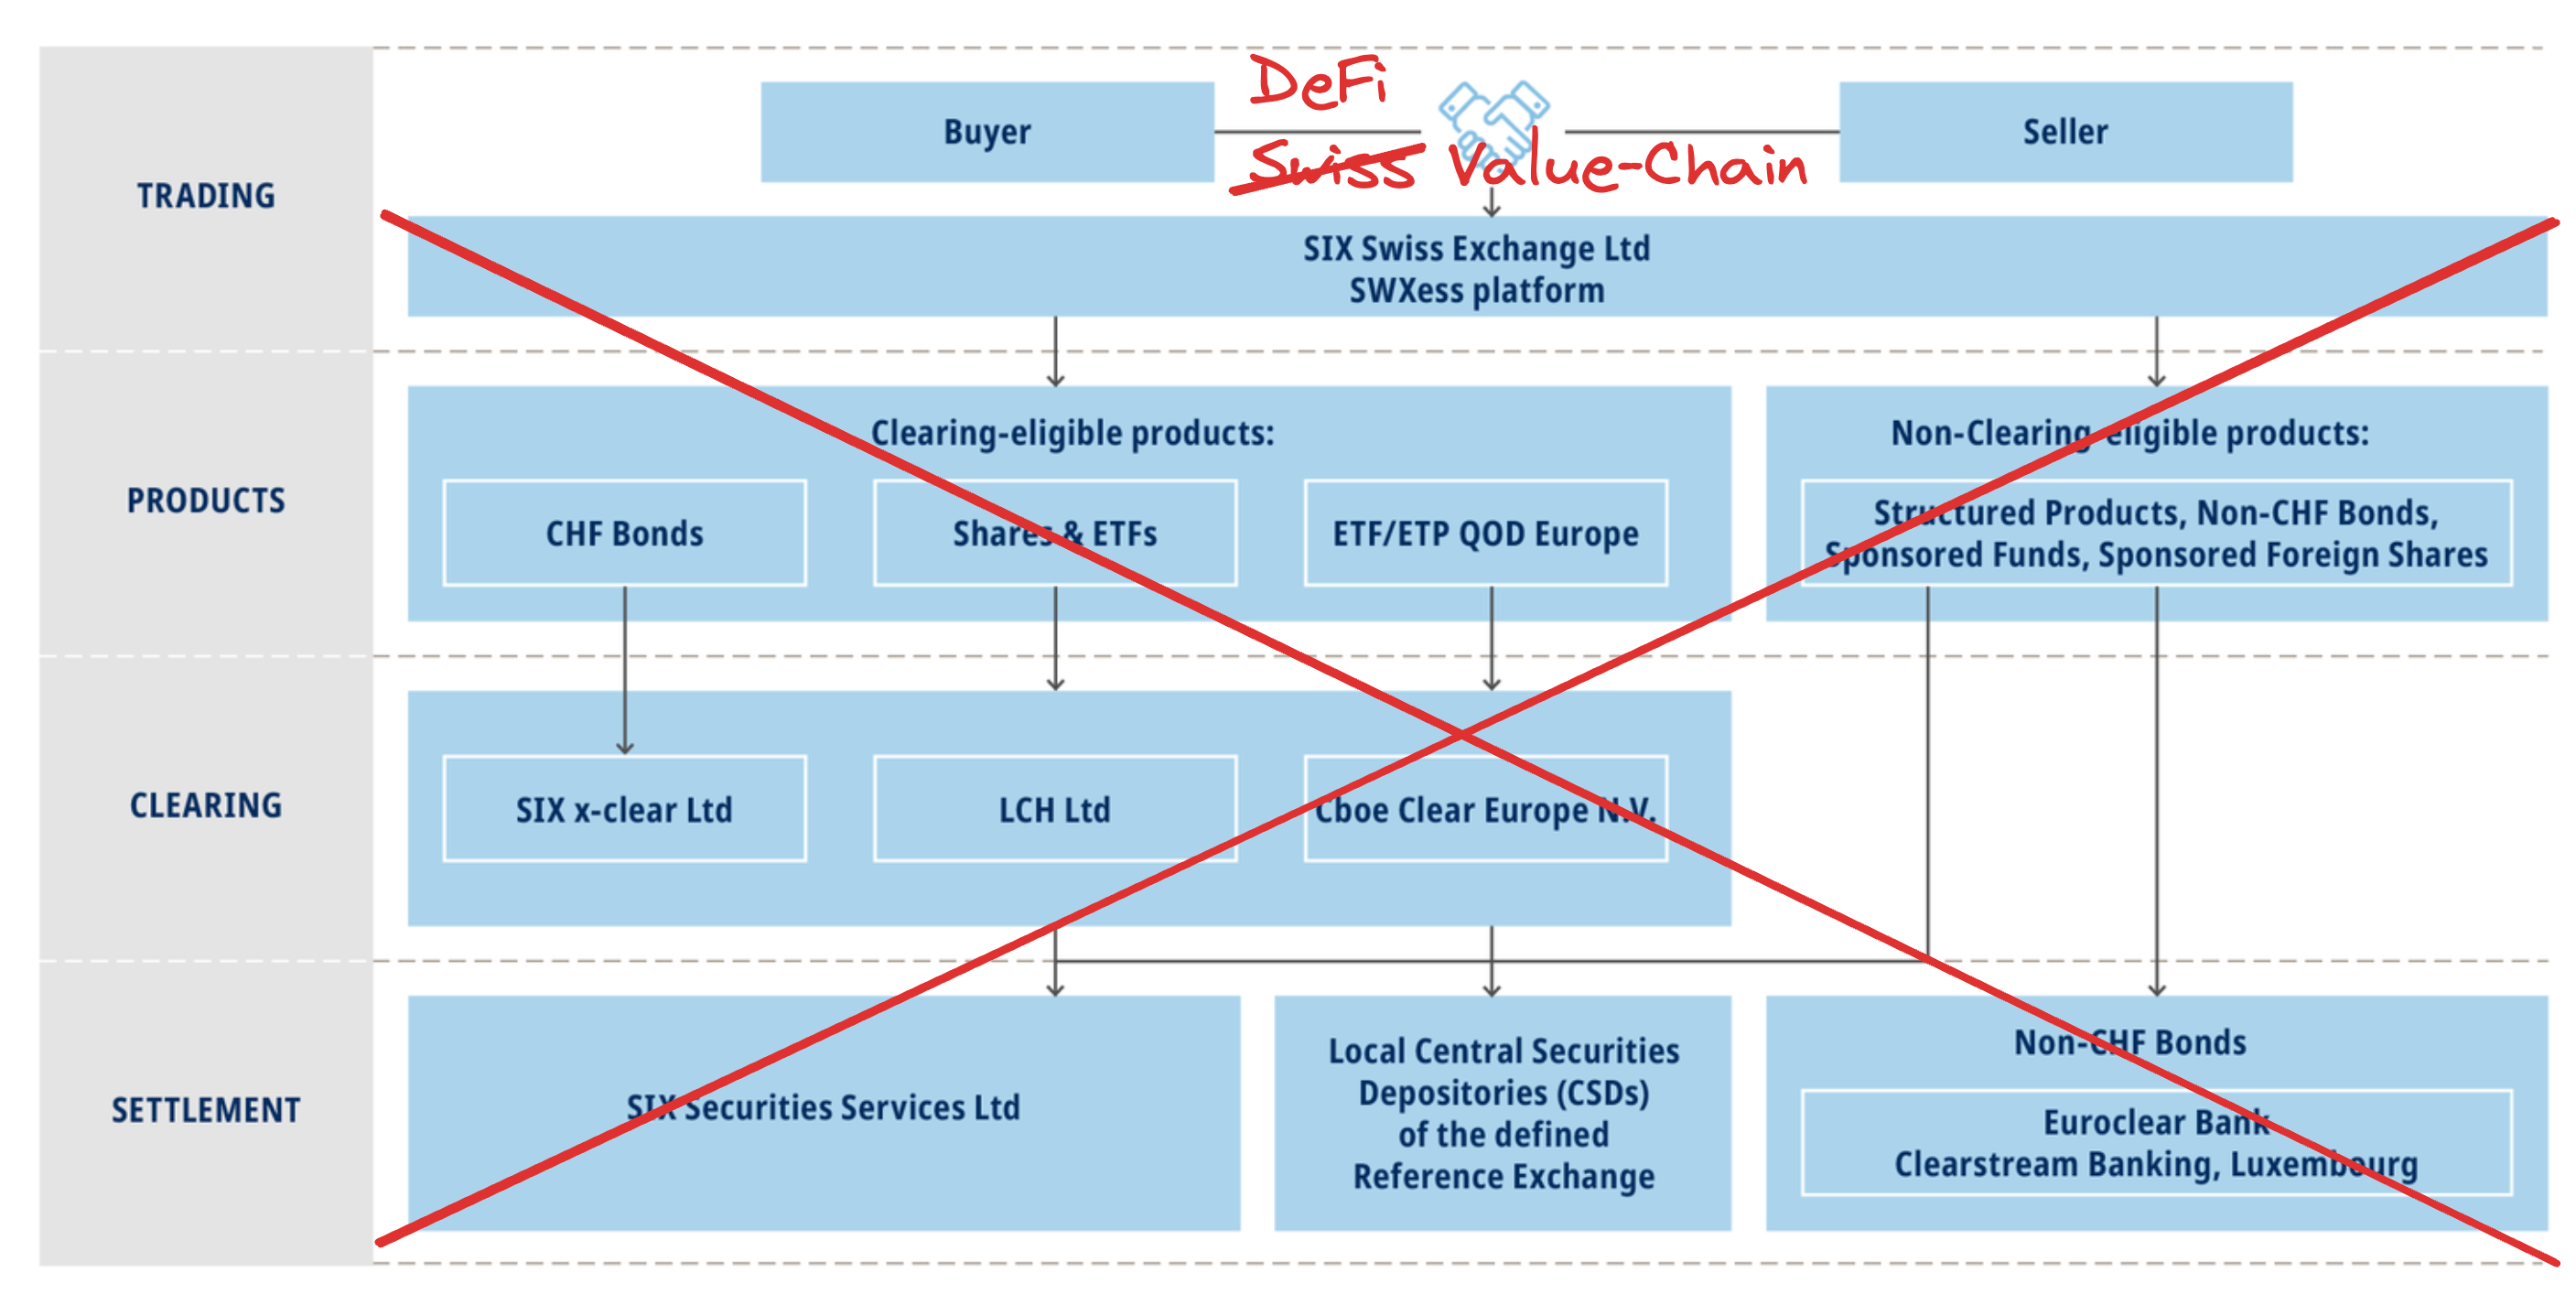 DeFi
Buyer
Seller
Swiss Value-Chain
TRADING
SIX Swiss Exchange Ltd
SWXess platform
PRODUCTS
Clearing-eligible products:
Non-Clearing-eligible products:
CHF Bonds
Shares & ETFs
ETF/ETP QOD Europe
Structured Products, Non-CHF Bonds,
Sponsored Funds, Sponsored Foreign Shares
CLEARING
SIX x-clear Ltd
LCH Ltd
Cboe Clear Europe N.V.
SETTLEMENT
SIX Securities Services Ltd
Local Central Securities
Depositories (CSDs)
of the defined
Reference Exchange
Non-CHF Bonds
Euroclear Bank
Clearstream Banking, Luxembourg